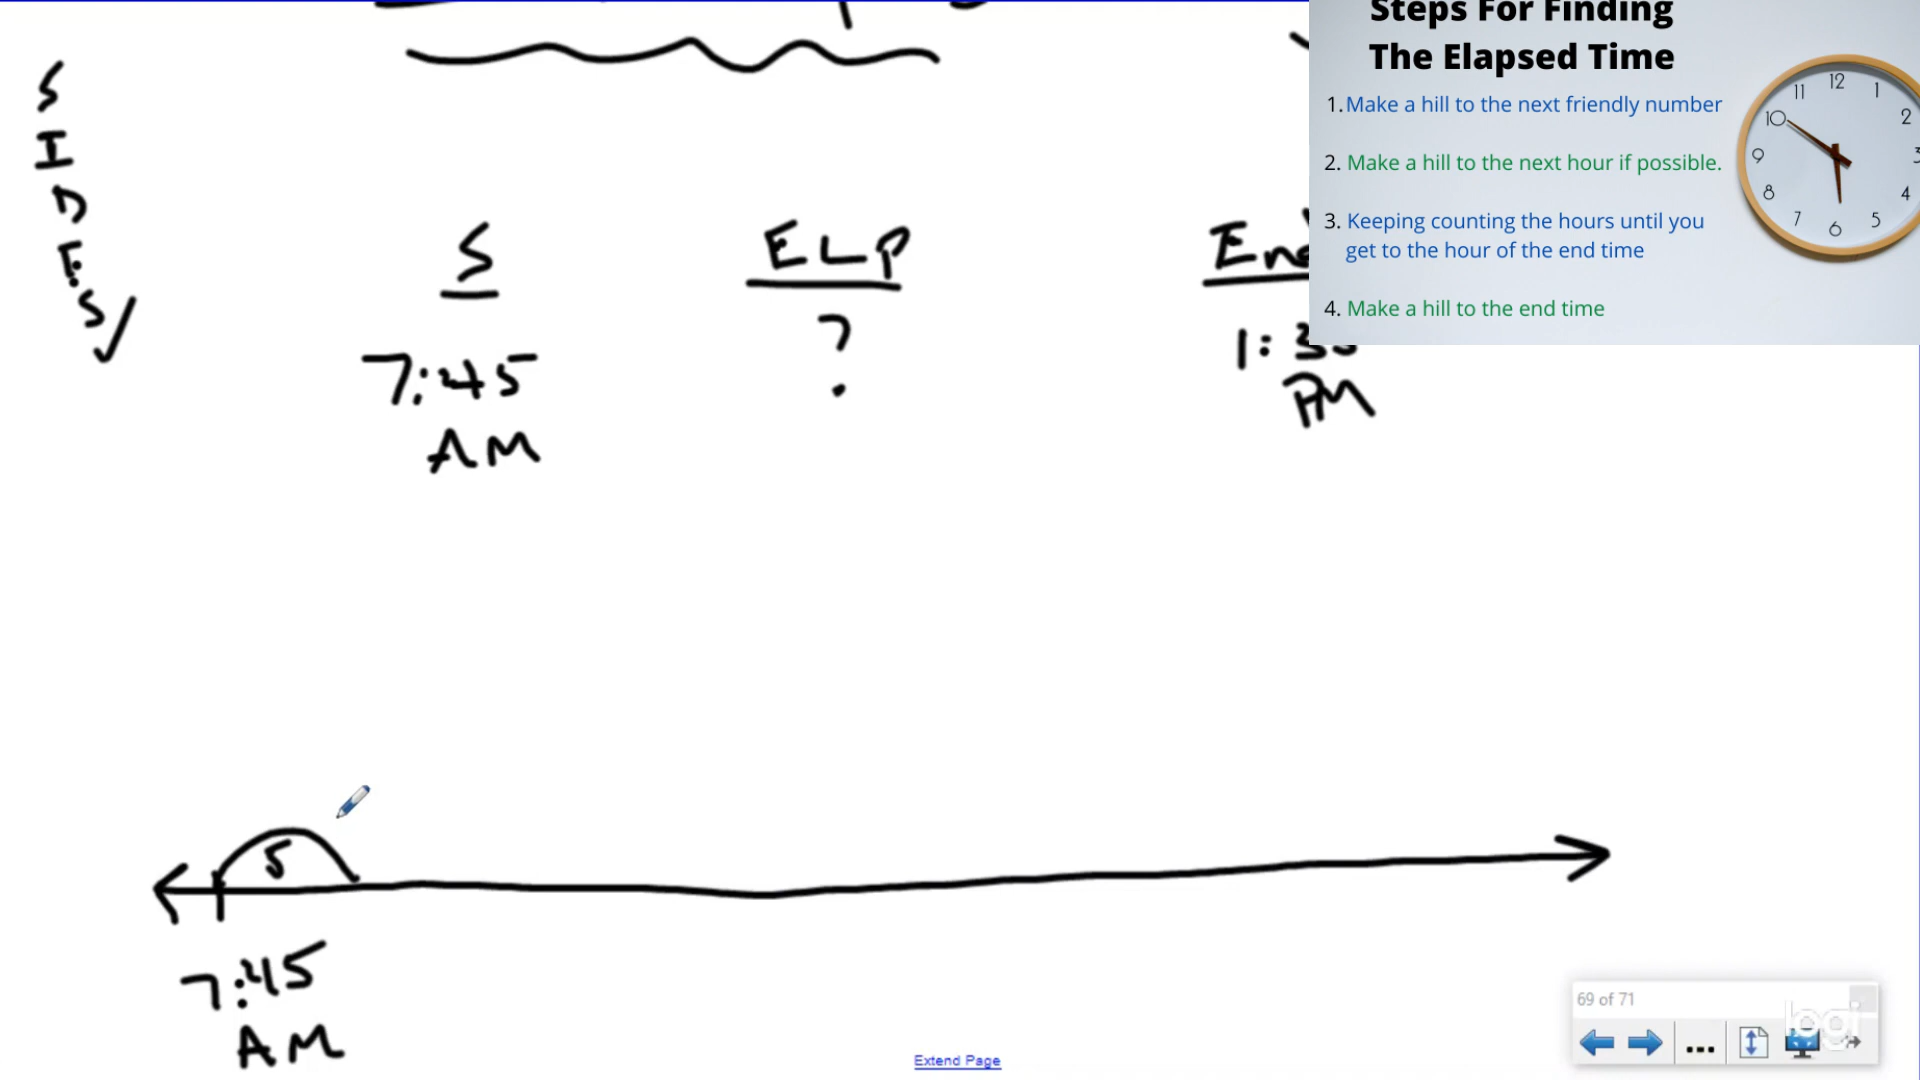 Steps For Finding
The Elapsed Time
1. Make a hill to the next friendly number
2. Make a hill to the next hour if possible.
3. Keeping counting the hours until you
get to the hour of the end time
4. Make a hill to the end time
12
11
1
10
2
9
3
8
4
7
5
6
S
I
D
E
S
S
ELP
End
7:45
?
AM
PM
5
7:45
AM
69 of 71
logi
Extend Page